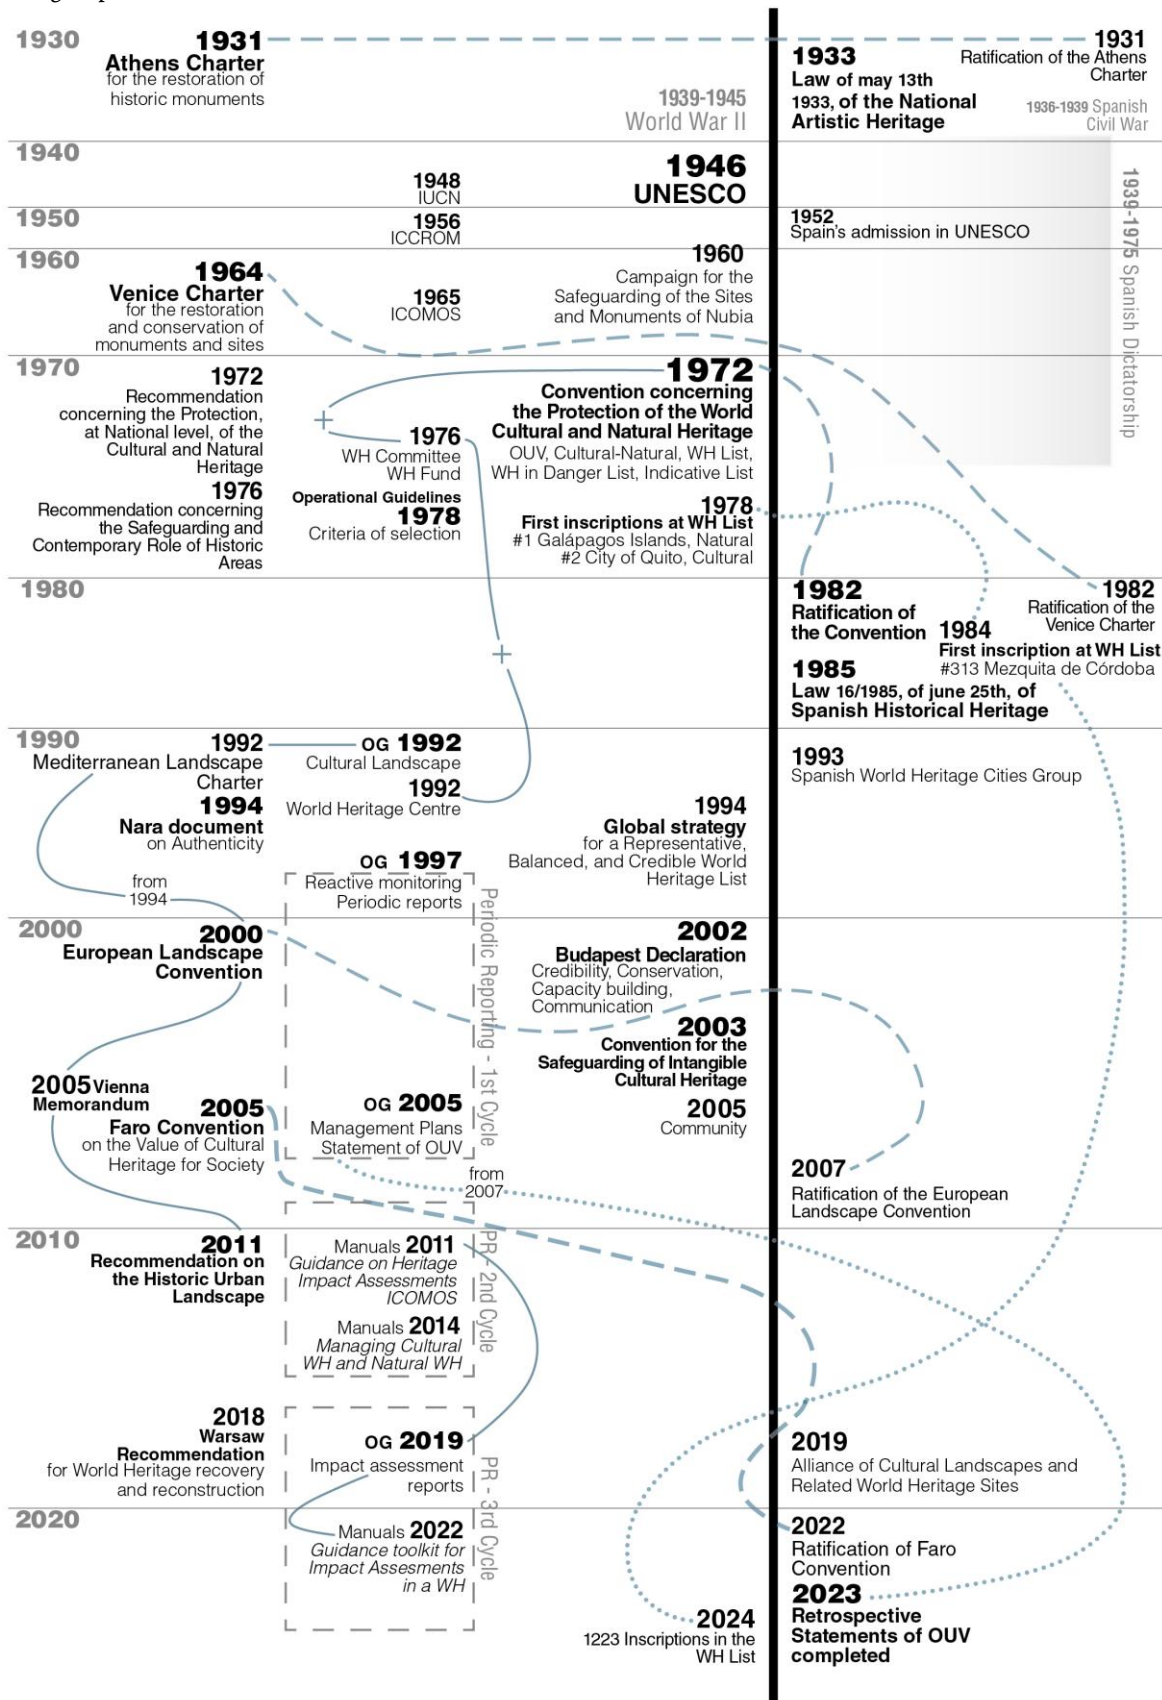 1930
1931
Athens Charter
for the restoration of
historic monuments
1939-1945
World War II
1933
Law of may 13th
1933, of the National
Artistic Heritage
1931
Ratification of the Athens
Charter
1936-1939 Spanish
Civil War
1939-1975 Spanish Dictatorship
1940
1948
IUCN
1946
UNESCO
1950
1956
ICCROM
1952
Spain's admission in UNESCO
1960
1964
Venice Charter
for the restoration
and conservation of
monuments and sites
1965
ICOMOS
1960
Campaign for the
Safeguarding of the Sites
and Monuments of Nubia
1970
1972
Recommendation
concerning the Protection,
at National level, of the
Cultural and Natural
Heritage
1976
Recommendation concerning
the Safeguarding and
Contemporary Role of Historic
Areas
1976
WH Committee
WH Fund
Operational Guidelines
1978
Criteria of selection
1972
Convention concerning
the Protection of the World
Cultural and Natural Heritage
OUV, Cultural-Natural, WH List,
WH in Danger List, Indicative List
1978
First inscriptions at WH List
#1 Galápagos Islands, Natural
#2 City of Quito, Cultural
1980
1982
Ratification of
the Convention
1982
Ratification of the
Venice Charter
1984
First inscription at WH List
#313 Mezquita de Córdoba
1985
Law 16/1985, of june 25th, of
Spanish Historical Heritage
1990
1992
Mediterranean Landscape
Charter
1994
Nara document
on Authenticity
from
1994
OG 1992
Cultural Landscape
1992
World Heritage Centre
OG 1997
Reactive monitoring
Periodic reports
Periodic Reporting - 1st Cycle
1994
Global strategy
for a Representative,
Balanced, and Credible World
Heritage List
1993
Spanish World Heritage Cities Group
2000
2000
European Landscape
Convention
2005 Vienna
Memorandum
2005
Faro Convention
on the Value of Cultural
Heritage for Society
OG 2005
Management Plans
Statement of OUV
from
2007
2002
Budapest Declaration
Credibility, Conservation,
Capacity building,
Communication
2003
Convention for the
Safeguarding of Intangible
Cultural Heritage
2005
Community
2007
Ratification of the European
Landscape Convention
2010
2011
Recommendation on
the Historic Urban
Landscape
Manuals 2011
Guidance on Heritage
Impact Assessments
ICOMOS
Manuals 2014
Managing Cultural
WH and Natural WH
PR - 2nd Cycle
2018
Warsaw
Recommendation
for World Heritage recovery
and reconstruction
OG 2019
Impact assessment
reports
PR - 3rd Cycle
2019
Alliance of Cultural Landscapes and
Related World Heritage Sites
2020
Manuals 2022
Guidance toolkit for
Impact Assesments
in a WH
2022
Ratification of Faro
Convention
2023
Retrospective
Statements of OUV
completed
2024
1223 Inscriptions in the
WH List